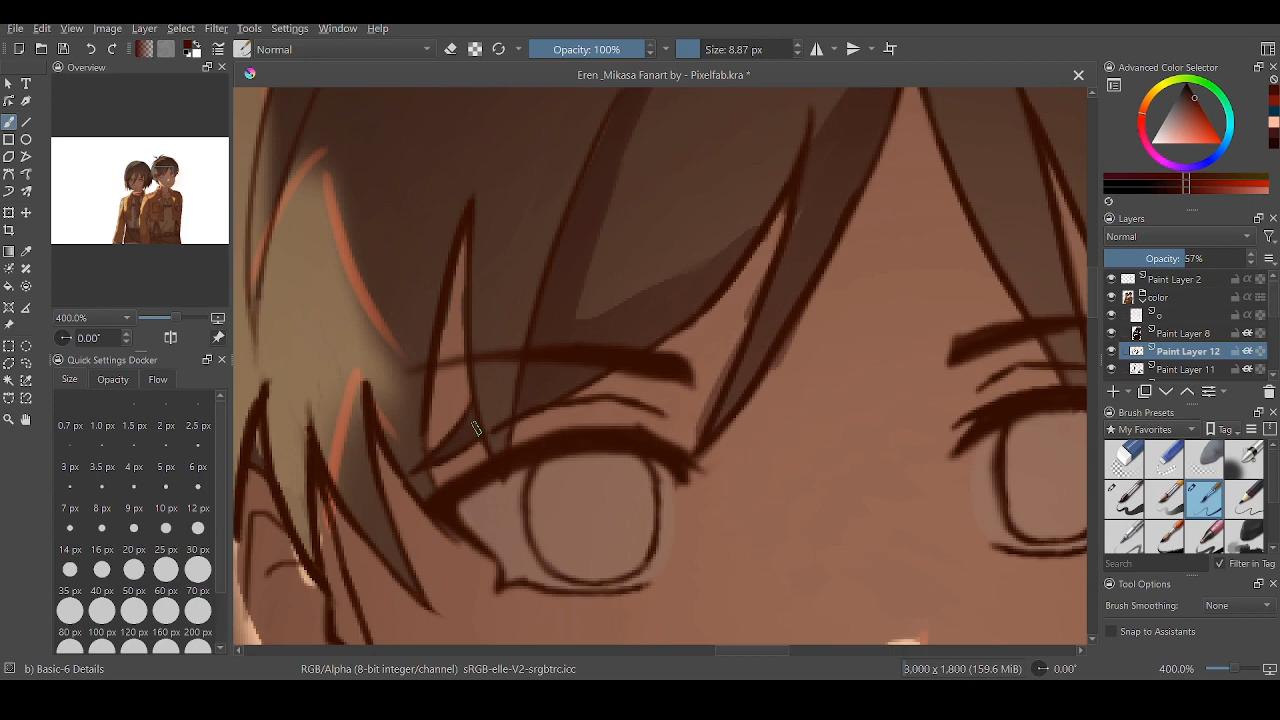 File Edit View Image Layer Select Filter Tools Settings Window Help
Normal Opacity: 100% Size: 8.87 px
Overview
Eren _Mikasa Fanart by - Pixelfab.kra *
Advanced Color Selector
400.0%
0.00°
Quick Settings Docker
Size Opacity Flow
0.7 px 1.0 px 1.5 px 2 px 2.5 px
3 px 3.5 px 4 px 5 px 6 px
7 px 8 px 9 px 10 px 12 px
14 px 16 px 20 px 25 px 30 px
35 px 40 px 50 px 60 px 70 px
80 px 100 px 120 px 160 px 200 px
Layers
Normal
Opacity: 57%
Paint Layer 2
color
o
Paint Layer 8
Paint Layer 12
Paint Layer 11
Brush Presets
★ My Favorites Tag
Search Filter in Tag
Tool Options
Brush Smoothing: None
Snap to Assistants
b) Basic-6 Details RGB/Alpha (8-bit integer/channel) sRGB-elle-V2-srgbtrc.icc 3,000 x 1,800 (159.6 MiB) 0.00° 400.0%